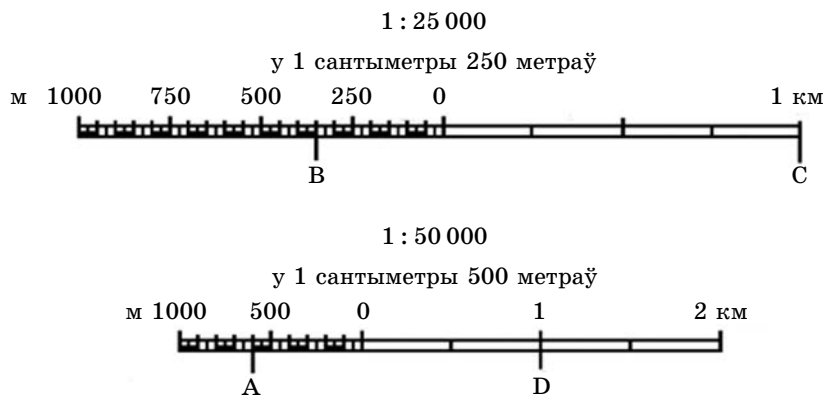 1 : 25 000
у 1 сантыметры 250 метраў
м 1000 750 500 250 0 1 км
B C
1 : 50 000
у 1 сантыметры 500 метраў
м 1000 500 0 1 2 км
A D